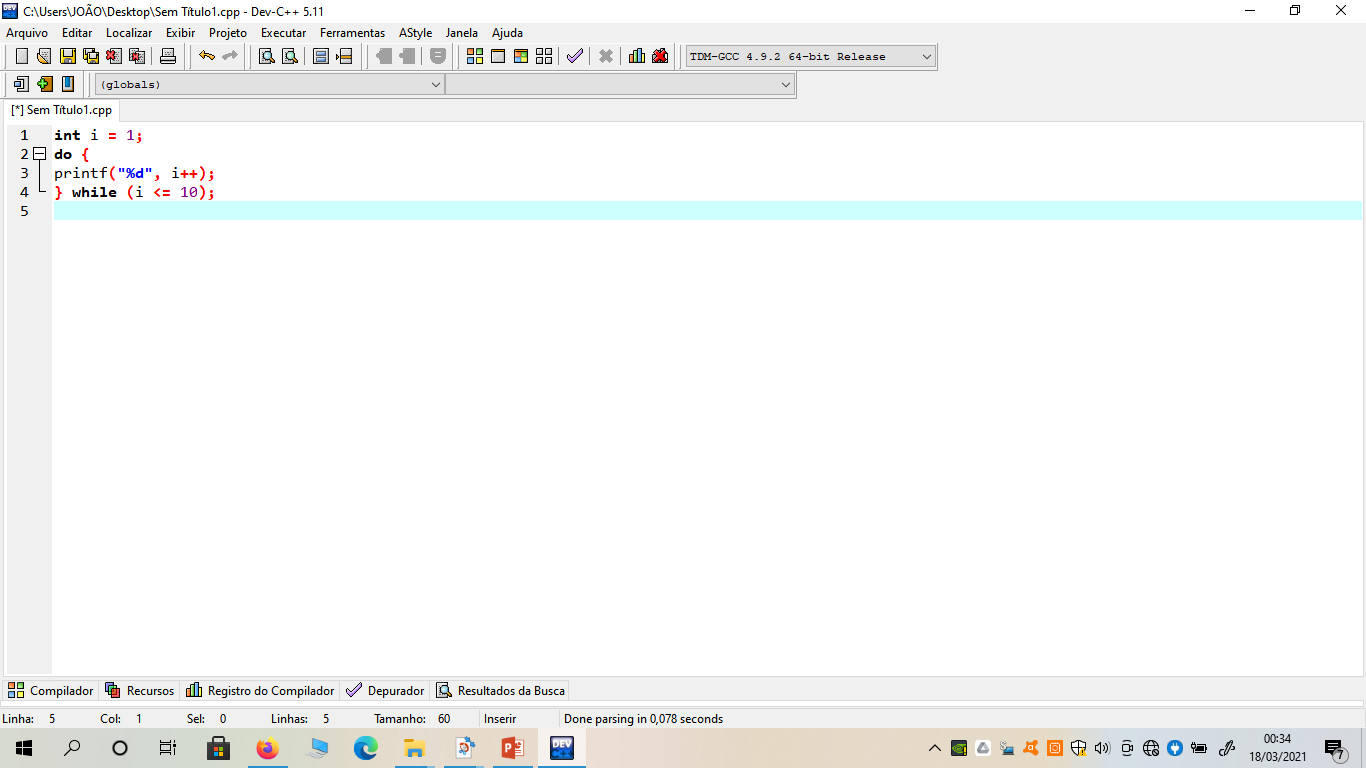 C:\Users\JOÃO\Desktop\Sem Título1.cpp - Dev-C++ 5.11
Arquivo Editar Localizar Exibir Projeto Executar Ferramentas AStyle Janela Ajuda
TDM-GCC 4.9.2 64-bit Release
(globals)
[*] Sem Título1.cpp
1 int i = 1;
2 do {
3 printf("%d", i++);
4 } while (i <= 10);
5
Compilador Recursos Registro do Compilador Depurador Resultados da Busca
Linha: 5 Col: 1 Sel: 0 Linhas: 5 Tamanho: 60 Inserir Done parsing in 0,078 seconds
DEV
00:34
18/03/2021
7